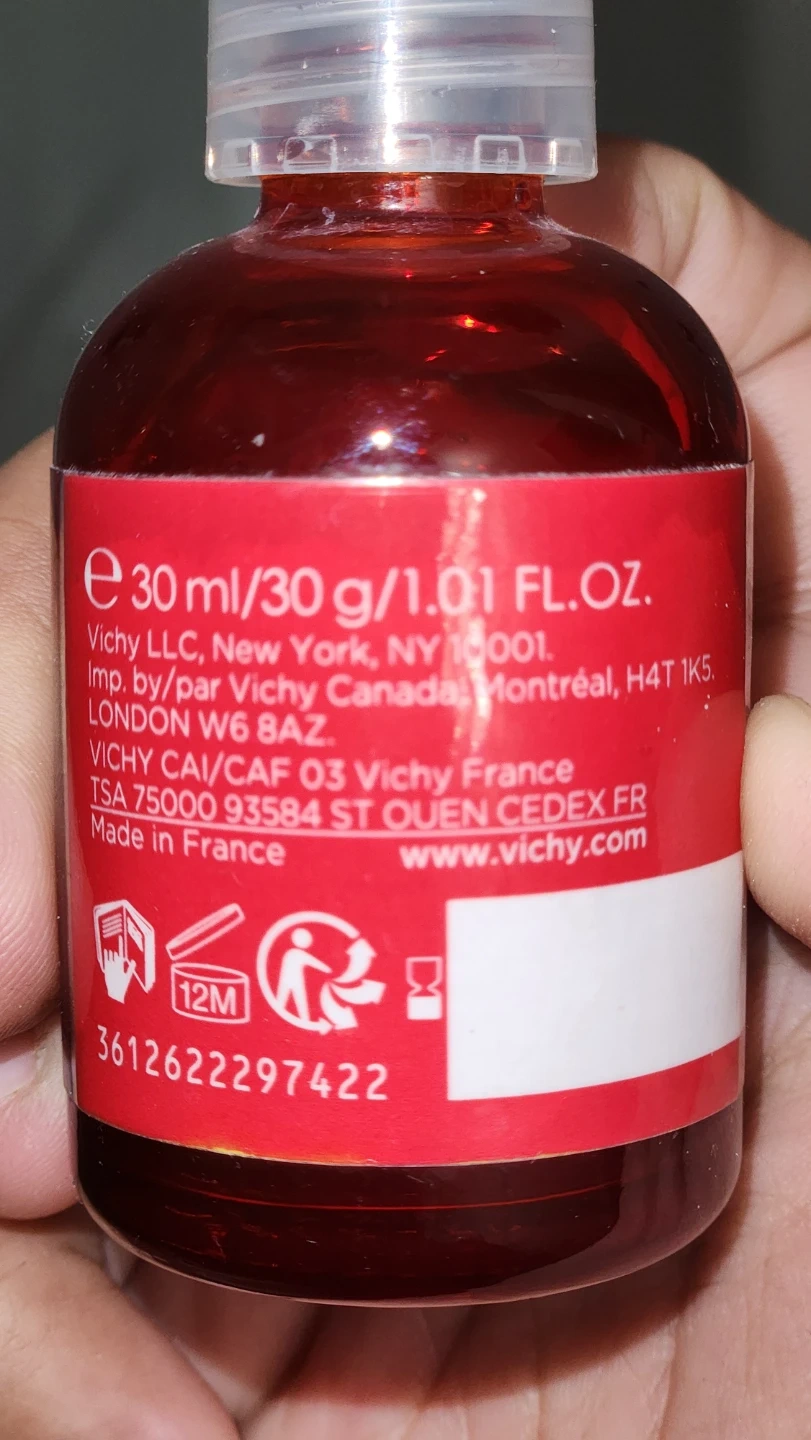 e 30 ml/30 g/1.01 FL.OZ.
Vichy LLC, New York, NY 10001.
Imp. by/par Vichy Canada, Montréal, H4T 1K5.
LONDON W6 8AZ.
VICHY CAI/CAF 03 Vichy France
TSA 75000 93584 ST OUEN CEDEX FR
Made in France www.vichy.com
12M
3612622297422